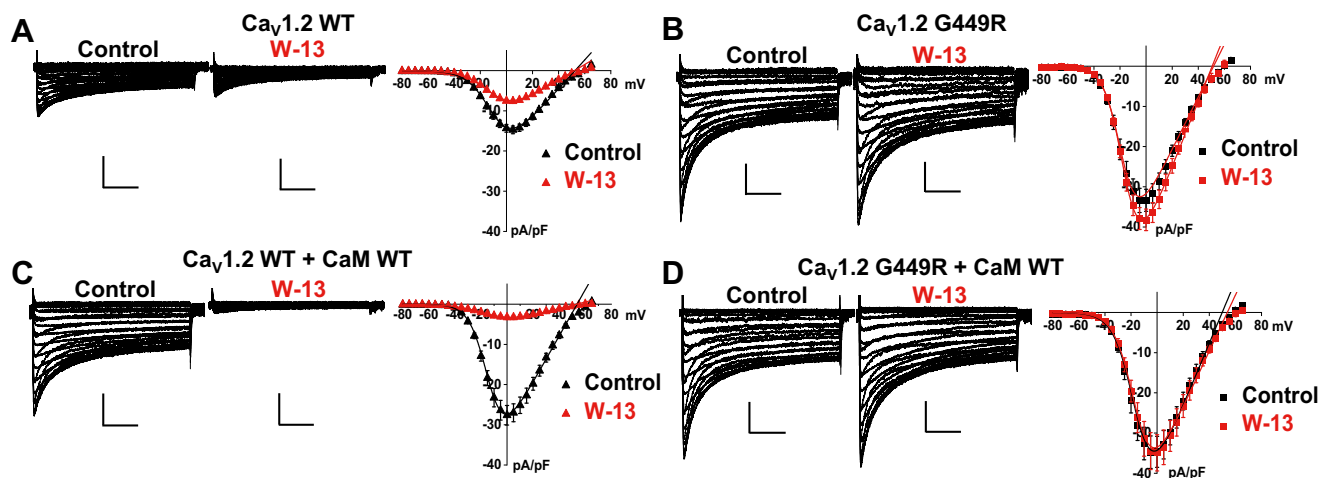 A
Cav1.2 WT
Control
W-13
-80 -60 -40 -20 20 40 60 80 mV
-10
-20
-30
-40
pA/pF
Control
W-13
B
Cav1.2 G449R
Control
W-13
-80 -60 -40 -20 20 40 60 80 mV
-10
-20
-30
-40
pA/pF
Control
W-13
C
Cav1.2 WT + CaM WT
Control
W-13
-80 -60 -40 -20 20 40 60 80 mV
-10
-20
-30
-40
pA/pF
Control
W-13
D
Cav1.2 G449R + CaM WT
Control
W-13
-80 -60 -40 -20 20 40 60 80 mV
-10
-20
-30
-40
pA/pF
Control
W-13